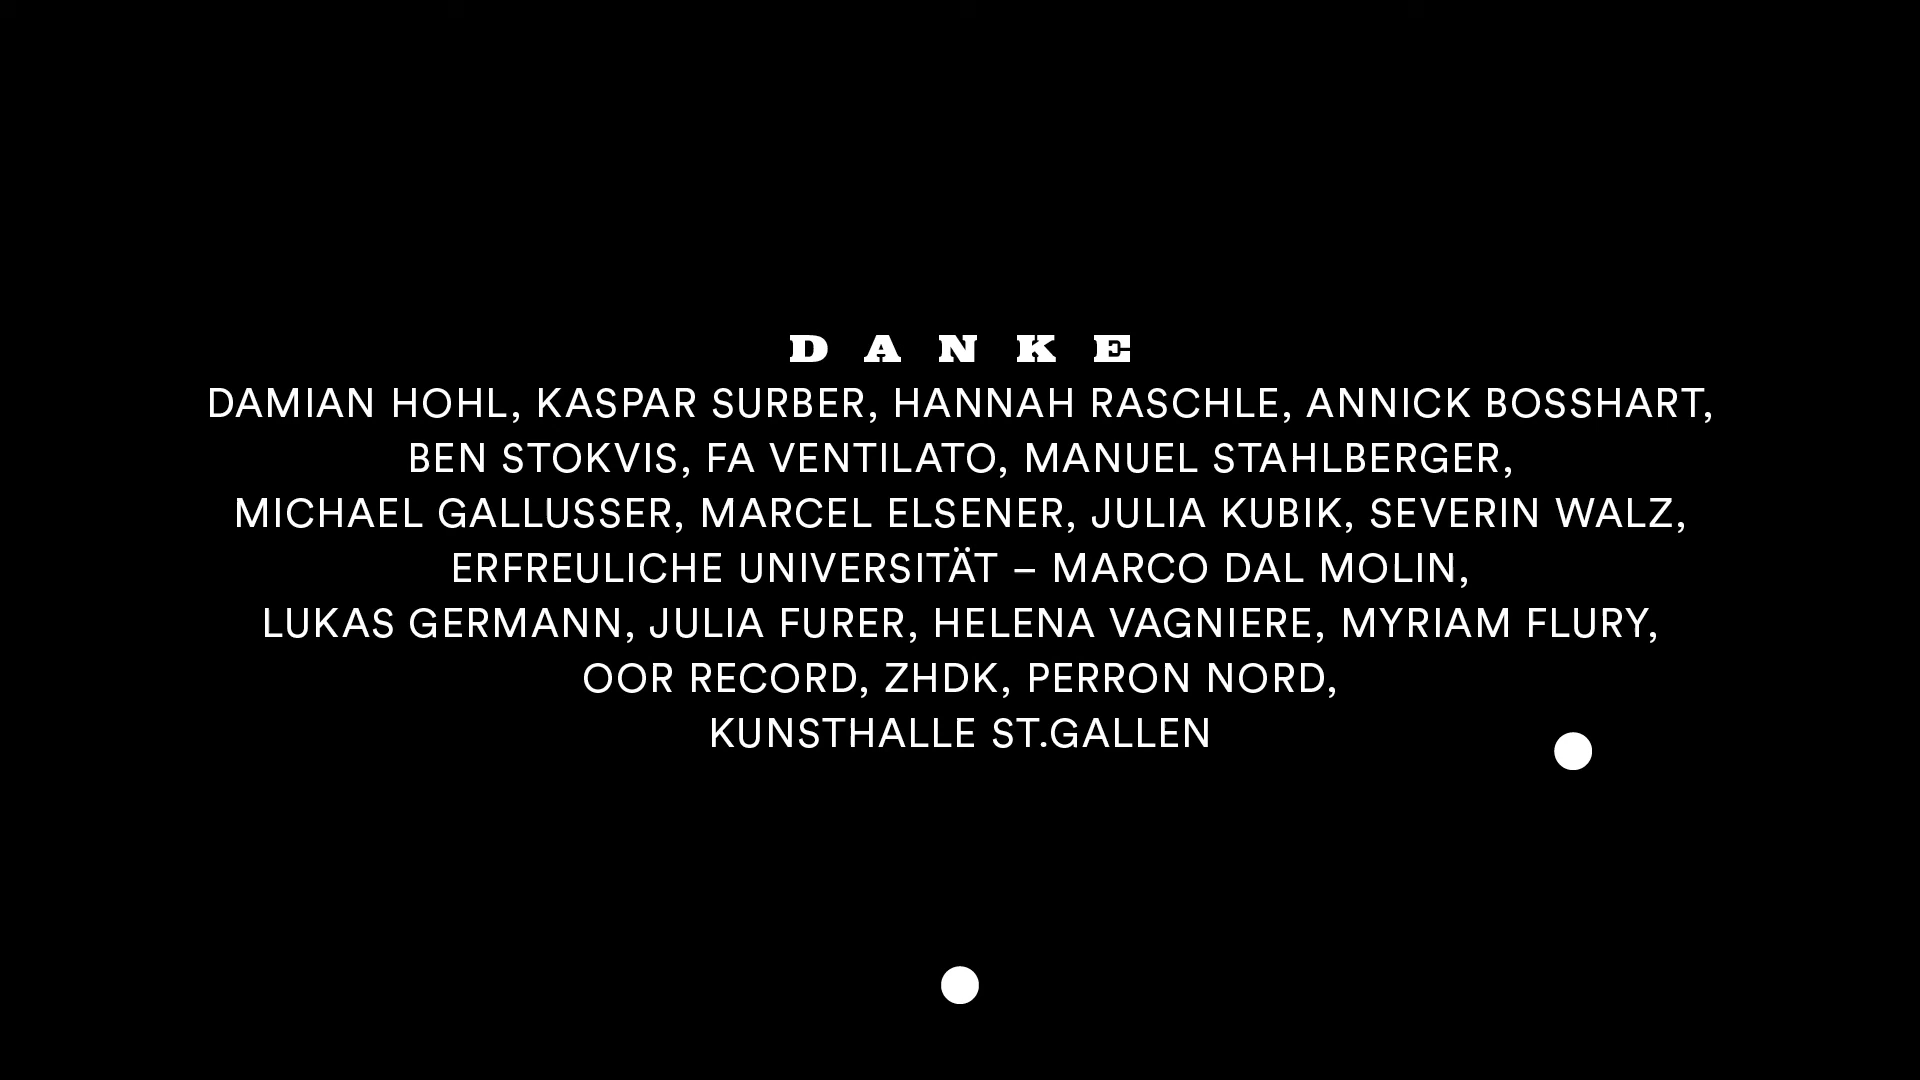 DANKE
DAMIAN HOHL, KASPAR SURBER, HANNAH RASCHLE, ANNICK BOSSHART,
BEN STOKVIS, FA VENTILATO, MANUEL STAHLBERGER,
MICHAEL GALLUSSER, MARCEL ELSENER, JULIA KUBIK, SEVERIN WALZ,
ERFREULICHE UNIVERSITÄT – MARCO DAL MOLIN,
LUKAS GERMANN, JULIA FURER, HELENA VAGNIERE, MYRIAM FLURY,
OOR RECORD, ZHDK, PERRON NORD,
KUNSTHALLE ST.GALLEN